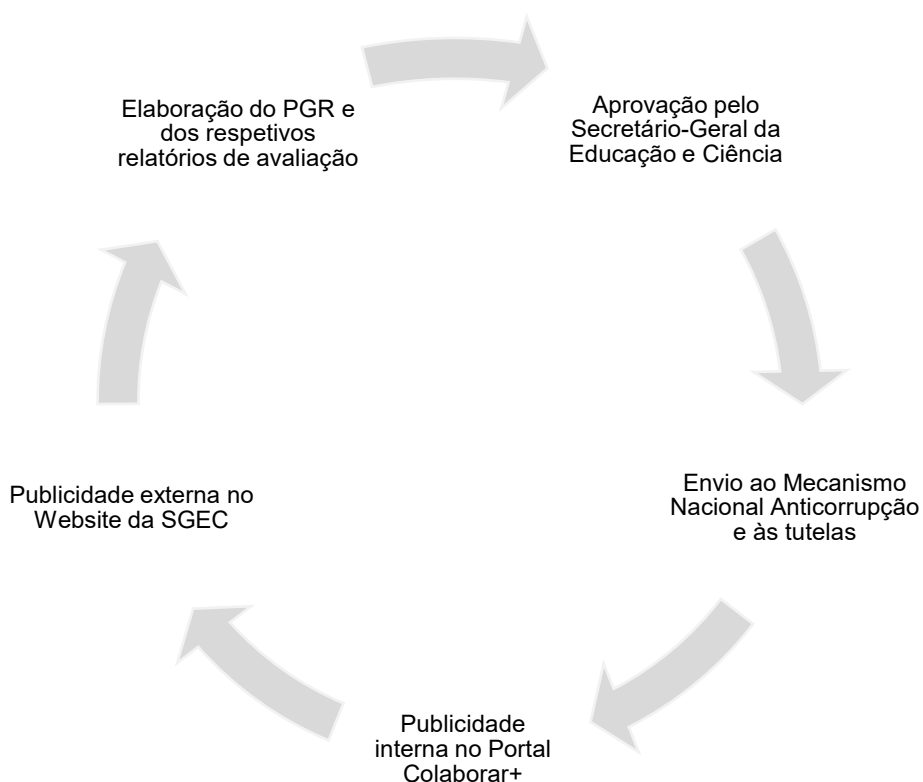 Elaboração do PGR e
dos respetivos
relatórios de avaliação
Aprovação pelo
Secretário-Geral da
Educação e Ciência
Envio ao Mecanismo
Nacional Anticorrupção
e às tutelas
Publicidade
interna no Portal
Colaborar+
Publicidade externa no
Website da SGEC